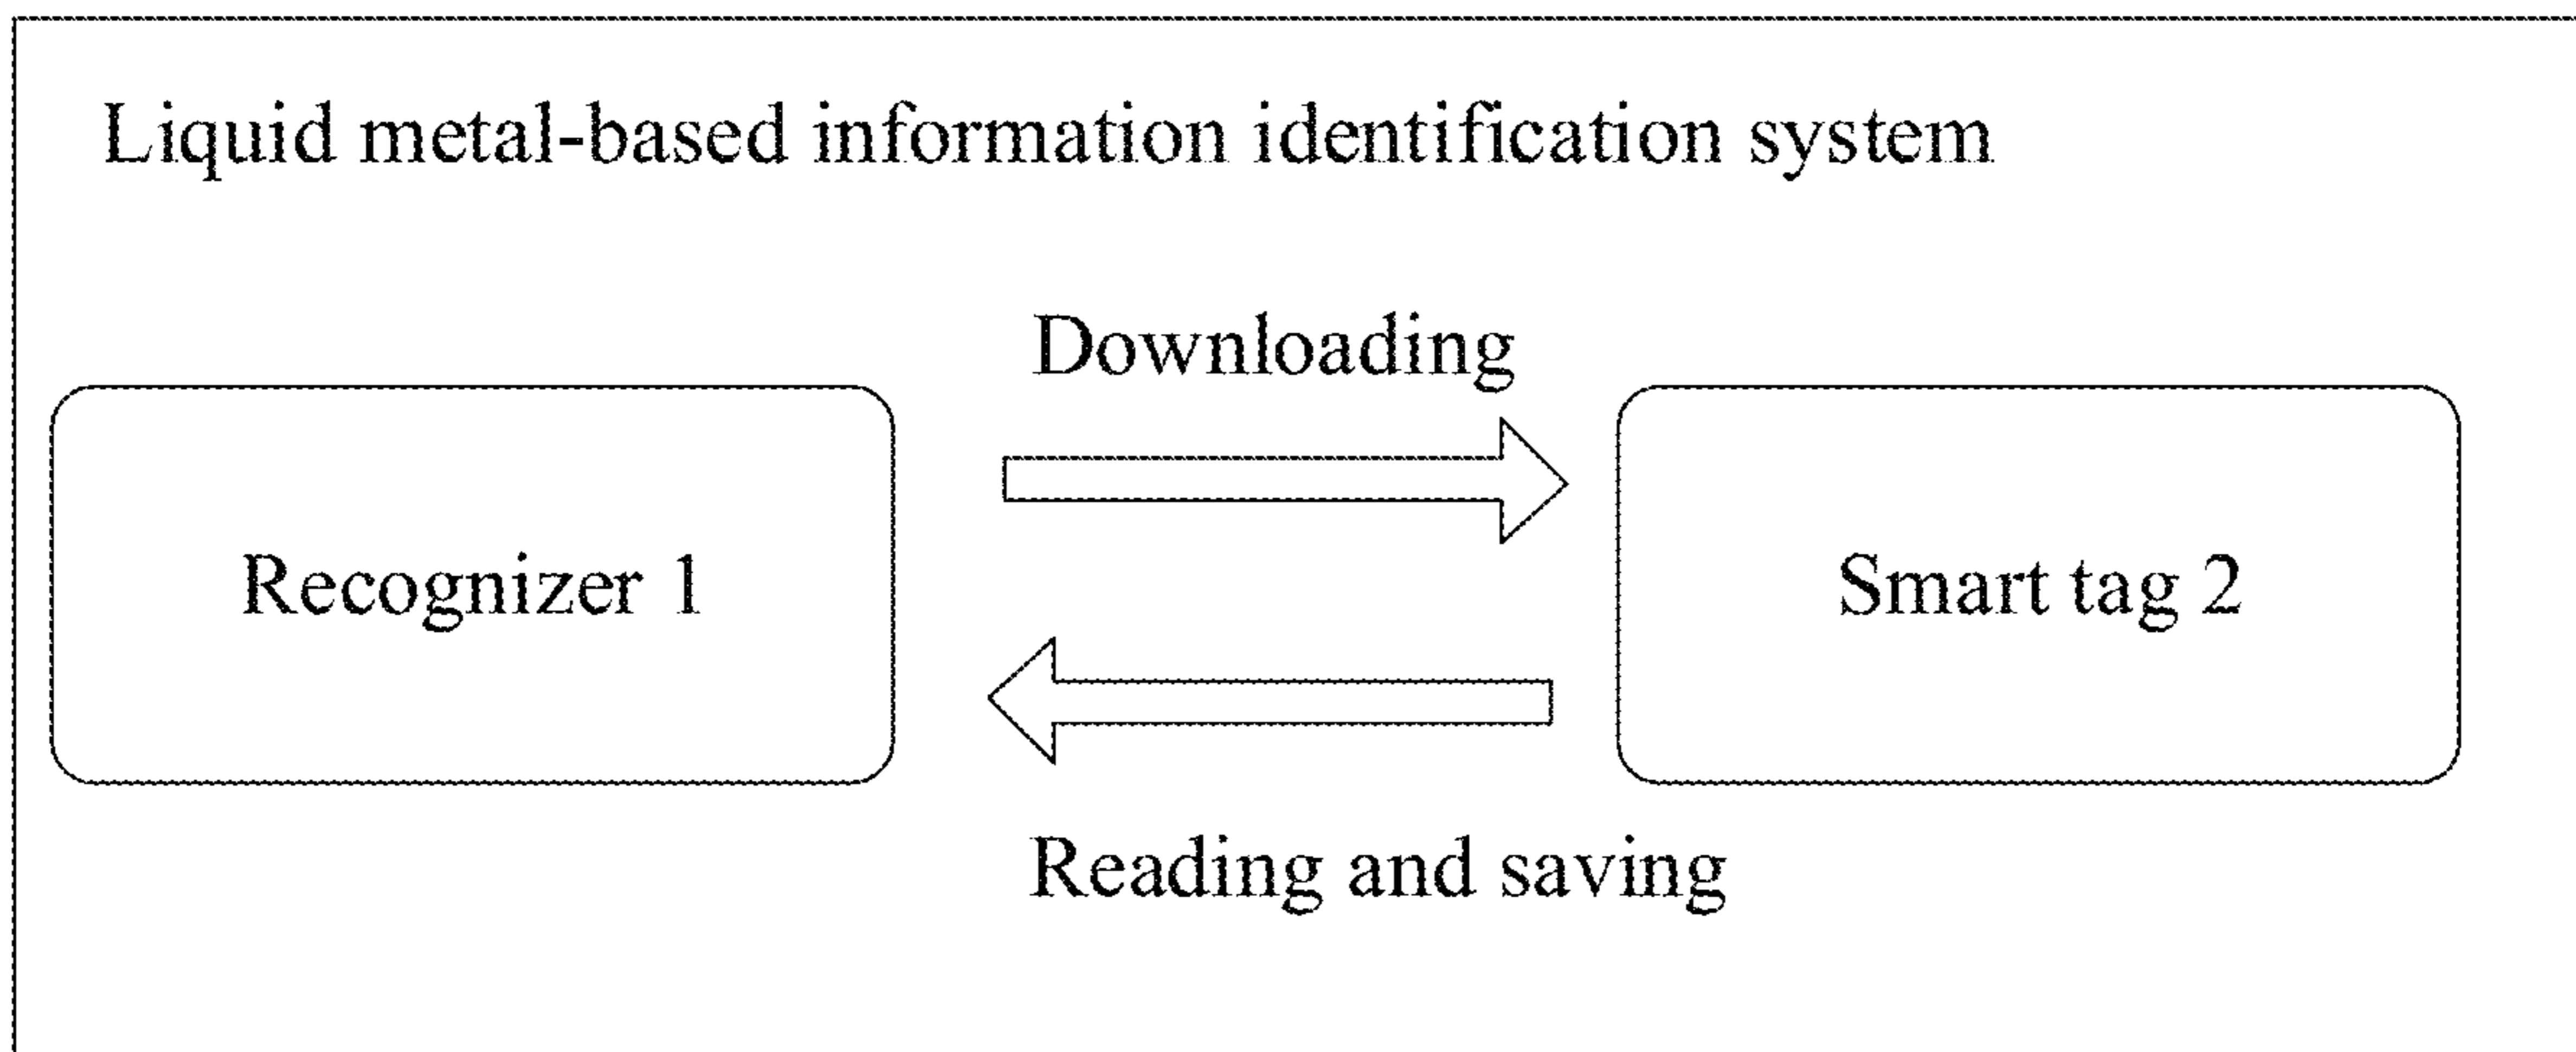 Liquid metal-based information identification system
Downloading
Recognizer 1
Smart tag 2
Reading and saving